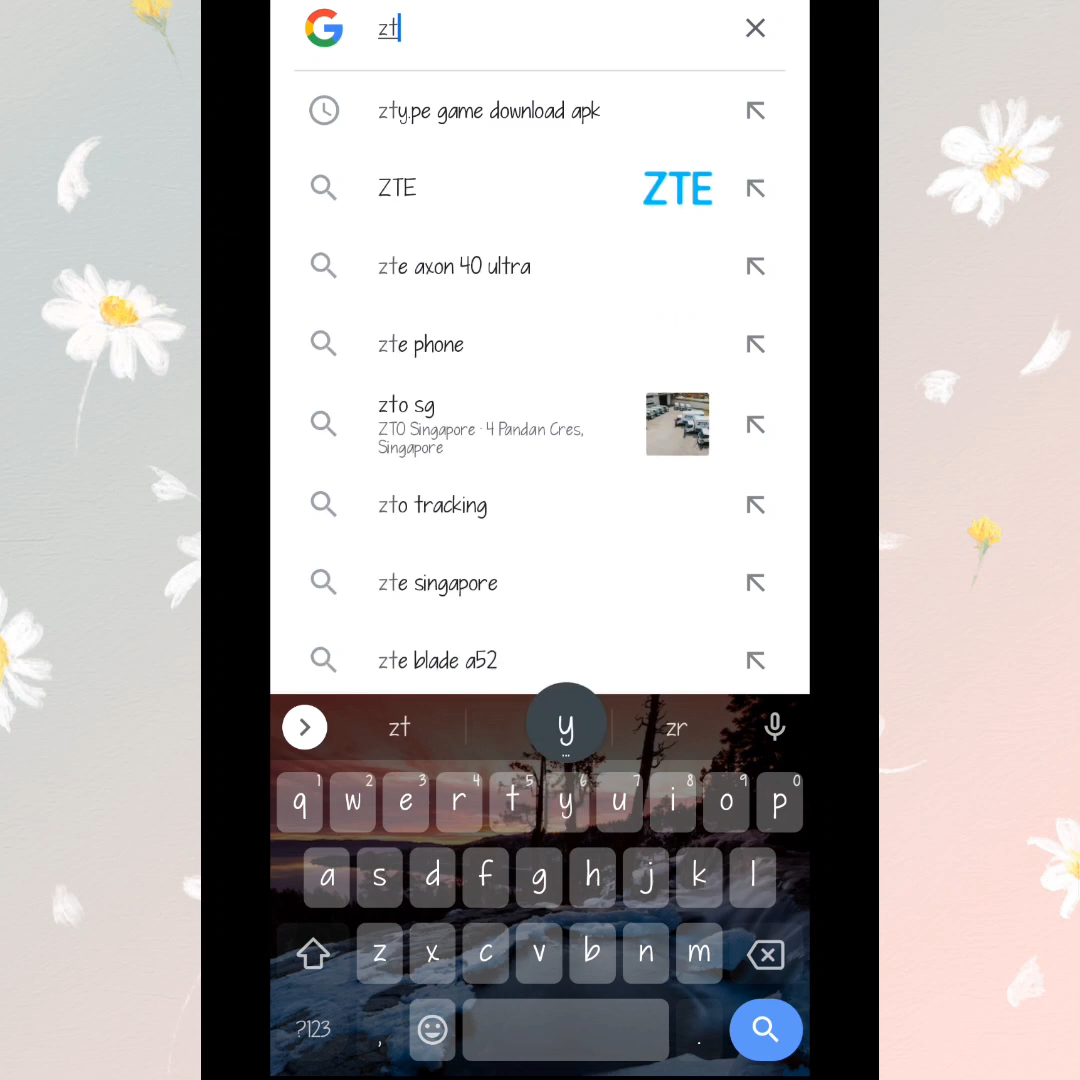 zt
zty.pe game download apk
ZTE
ZTE
zte axon 40 ultra
zte phone
zto sg
ZTO Singapore · 4 Pandan Cres,
Singapore
zto tracking
zte singapore
zte blade a52
zt y zr
...
1 2 3 4 5 6 7 8 9 0
q w e r t y u i o p
a s d f g h j k l
z x c v b n m
?123 , .